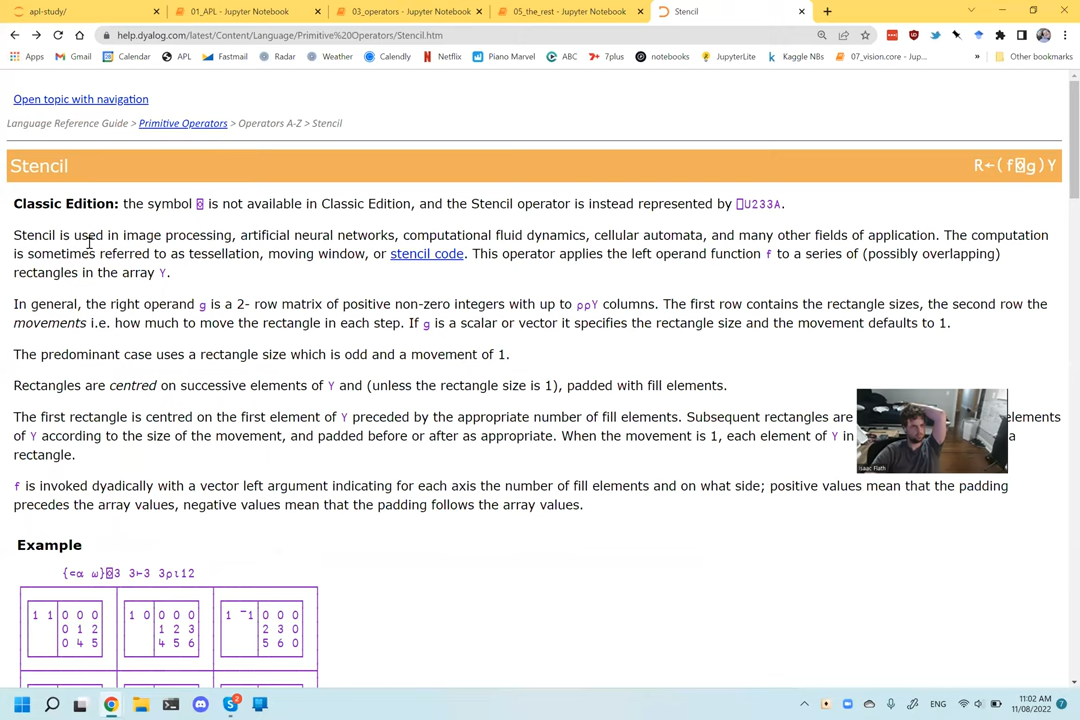 apl-study/
01_APL - Jupyter Notebook
03_operators - Jupyter Notebook
05_the_rest - Jupyter Notebook
Stencil
help.dyalog.com/latest/Content/Language/Primitive%20Operators/Stencil.htm
Apps Gmail Calendar APL Fastmail Radar Weather Calendly Netflix Piano Marvel ABC 7plus notebooks JupyterLite Kaggle NBs 07_vision.core - Jup... » Other bookmarks
Open topic with navigation
Language Reference Guide > Primitive Operators > Operators A-Z > Stencil
Stencil R←(f⌺g)Y
Classic Edition: the symbol ⌺ is not available in Classic Edition, and the Stencil operator is instead represented by ⎕U233A.
Stencil is used in image processing, artificial neural networks, computational fluid dynamics, cellular automata, and many other fields of application. The computation
is sometimes referred to as tessellation, moving window, or stencil code. This operator applies the left operand function f to a series of (possibly overlapping)
rectangles in the array Y.
In general, the right operand g is a 2- row matrix of positive non-zero integers with up to ⍴⍴Y columns. The first row contains the rectangle sizes, the second row the
movements i.e. how much to move the rectangle in each step. If g is a scalar or vector it specifies the rectangle size and the movement defaults to 1.
The predominant case uses a rectangle size which is odd and a movement of 1.
Rectangles are centred on successive elements of Y and (unless the rectangle size is 1), padded with fill elements.
The first rectangle is centred on the first element of Y preceded by the appropriate number of fill elements. Subsequent rectangles are elements
of Y according to the size of the movement, and padded before or after as appropriate. When the movement is 1, each element of Y in a
rectangle.
f is invoked dyadically with a vector left argument indicating for each axis the number of fill elements and on what side; positive values mean that the padding
precedes the array values, negative values mean that the padding follows the array values.
Example
{⊂⍺ ⍵}⌺3 3⊢3 3⍴⍳12
1 1 0 0 0 1 0 0 0 0 1 ¯1 0 0 0
0 1 2 1 2 3 2 3 0
0 4 5 4 5 6 5 6 0
Isaac Flath
2
ENG
11:02 AM
11/08/2022
7